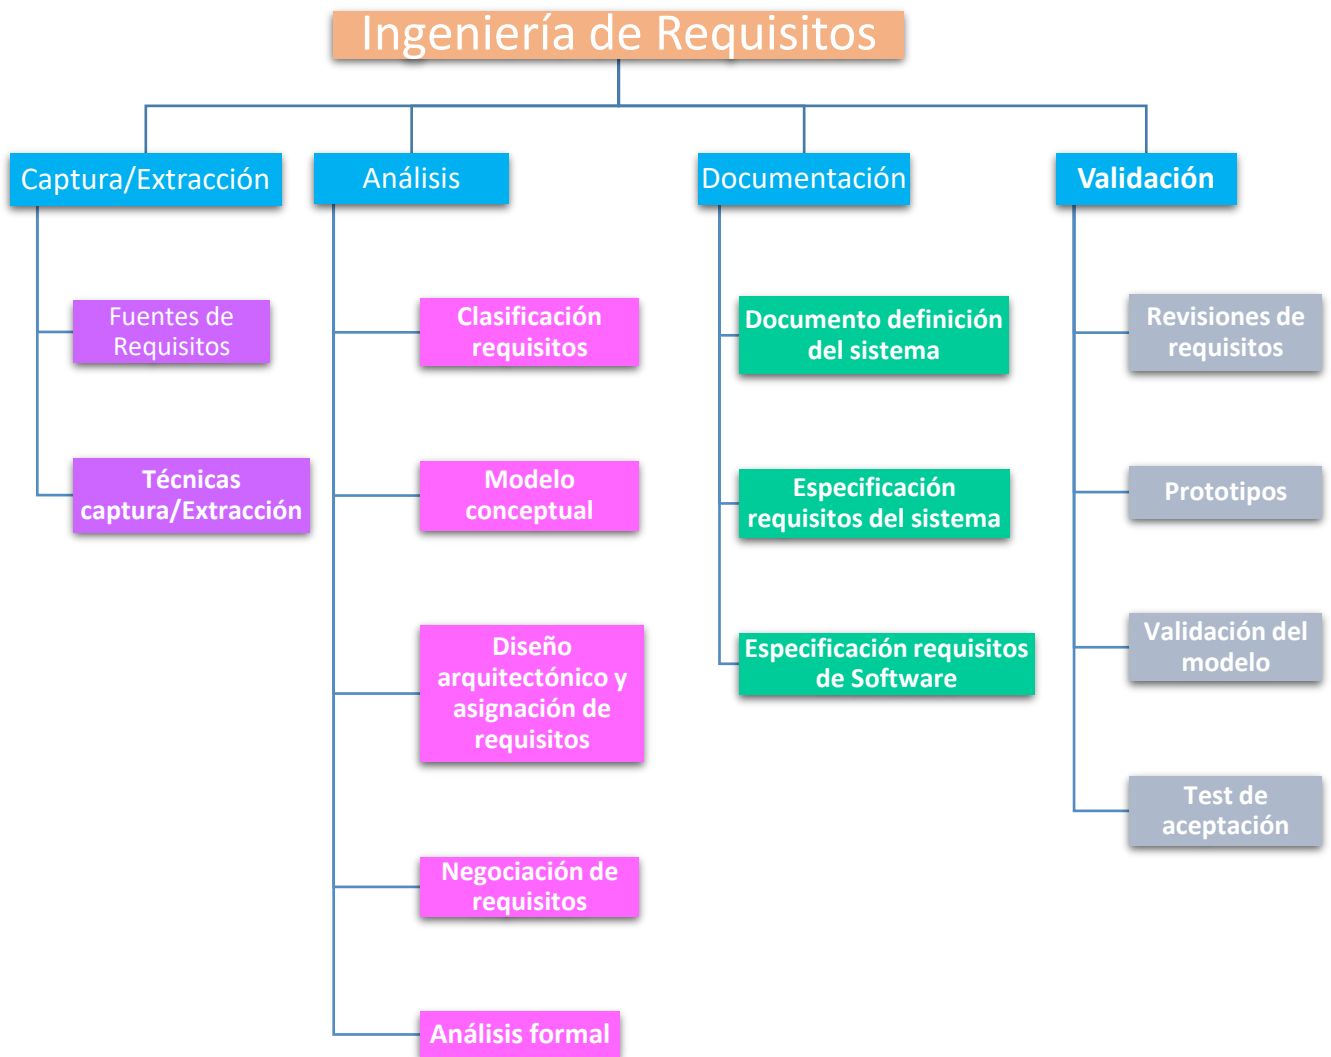 Ingeniería de Requisitos
Captura/Extracción
Fuentes de
Requisitos
Técnicas
captura/Extracción
Análisis
Clasificación
requisitos
Modelo
conceptual
Diseño
arquitectónico y
asignación de
requisitos
Negociación de
requisitos
Análisis formal
Documentación
Documento definición
del sistema
Especificación
requisitos del sistema
Especificación requisitos
de Software
Validación
Revisiones de
requisitos
Prototipos
Validación del
modelo
Test de
aceptación